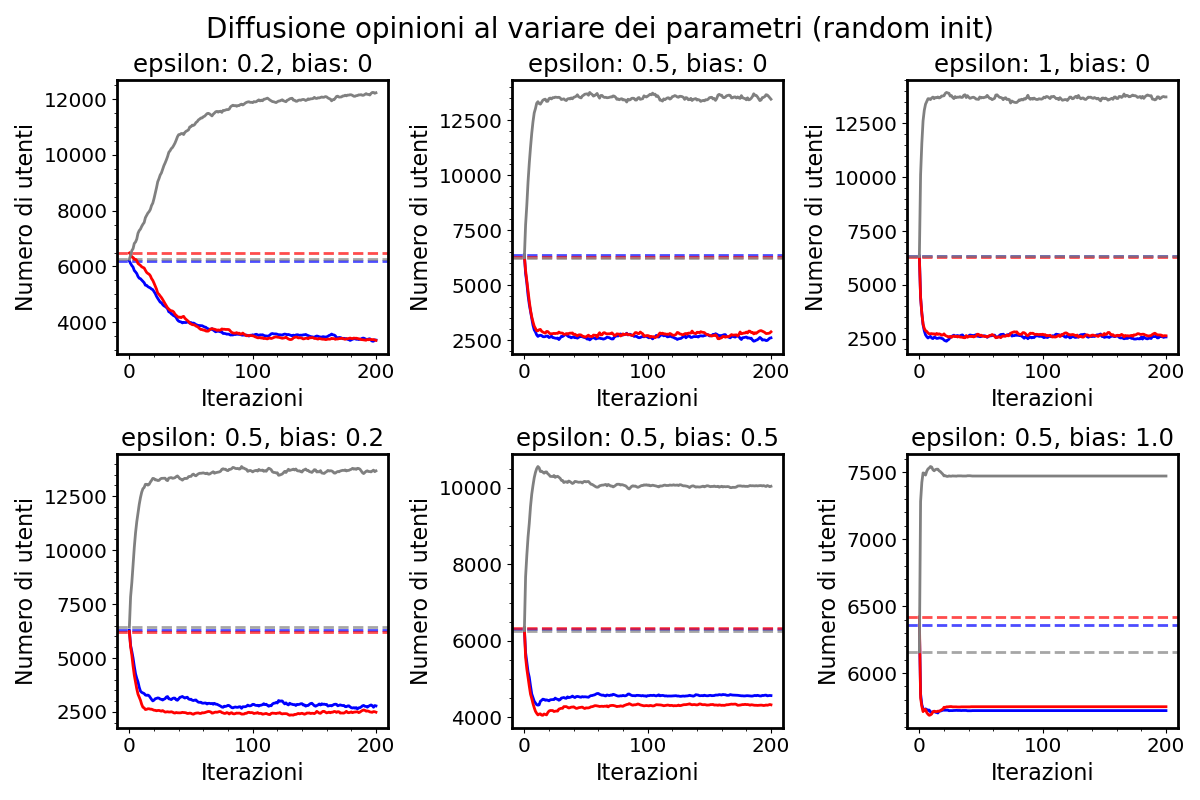 Diffusione opinioni al variare dei parametri (random init)
epsilon: 0.2, bias: 0
epsilon: 0.5, bias: 0
epsilon: 1, bias: 0
Numero di utenti
12000
10000
8000
6000
4000
0
100
200
Iterazioni
Numero di utenti
12500
10000
7500
5000
2500
0
100
200
Iterazioni
Numero di utenti
12500
10000
7500
5000
2500
0
100
200
Iterazioni
epsilon: 0.5, bias: 0.2
epsilon: 0.5, bias: 0.5
epsilon: 0.5, bias: 1.0
Numero di utenti
12500
10000
7500
5000
2500
0
100
200
Iterazioni
Numero di utenti
10000
8000
6000
4000
0
100
200
Iterazioni
Numero di utenti
7500
7000
6500
6000
0
100
200
Iterazioni